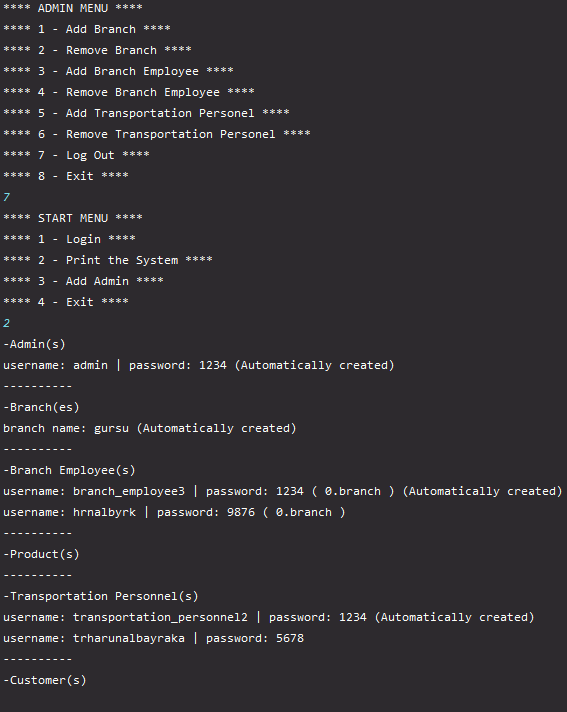 **** ADMIN MENU ****
**** 1 - Add Branch ****
**** 2 - Remove Branch ****
**** 3 - Add Branch Employee ****
**** 4 - Remove Branch Employee ****
**** 5 - Add Transportation Personel ****
**** 6 - Remove Transportation Personel ****
**** 7 - Log Out ****
**** 8 - Exit ****
7
**** START MENU ****
**** 1 - Login ****
**** 2 - Print the System ****
**** 3 - Add Admin ****
**** 4 - Exit ****
2
-Admin(s)
username: admin | password: 1234 (Automatically created)
----------
-Branch(es)
branch name: gursu (Automatically created)
----------
-Branch Employee(s)
username: branch_employee3 | password: 1234 ( 0.branch ) (Automatically created)
username: hrnalbyrk | password: 9876 ( 0.branch )
----------
-Product(s)
----------
-Transportation Personnel(s)
username: transportation_personnel2 | password: 1234 (Automatically created)
username: trharunalbayraka | password: 5678
----------
-Customer(s)